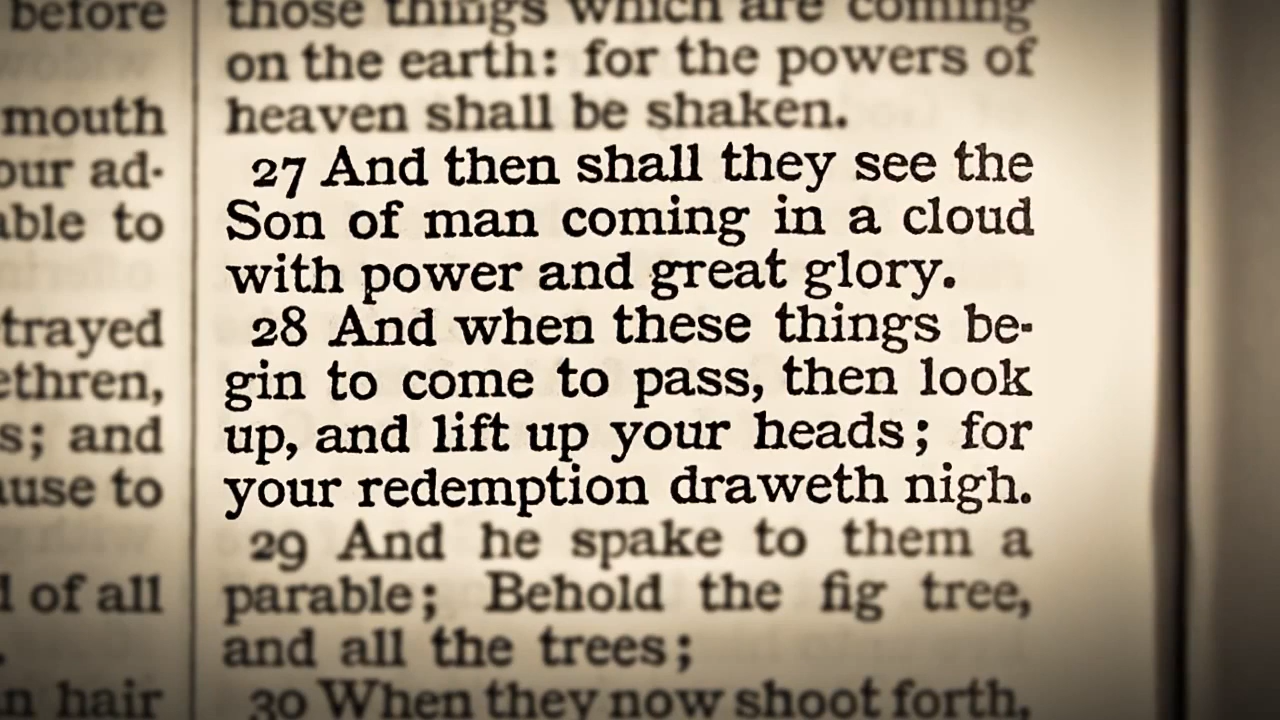 before
mouth
our ad-
able to
trayed
ethren,
s; and
ause to
d of all
n hair
those things which are coming
on the earth: for the powers of
heaven shall be shaken.
27 And then shall they see the
Son of man coming in a cloud
with power and great glory.
28 And when these things be-
gin to come to pass, then look
up, and lift up your heads; for
your redemption draweth nigh.
29 And he spake to them a
parable; Behold the fig tree,
and all the trees;
30 When they now shoot forth,